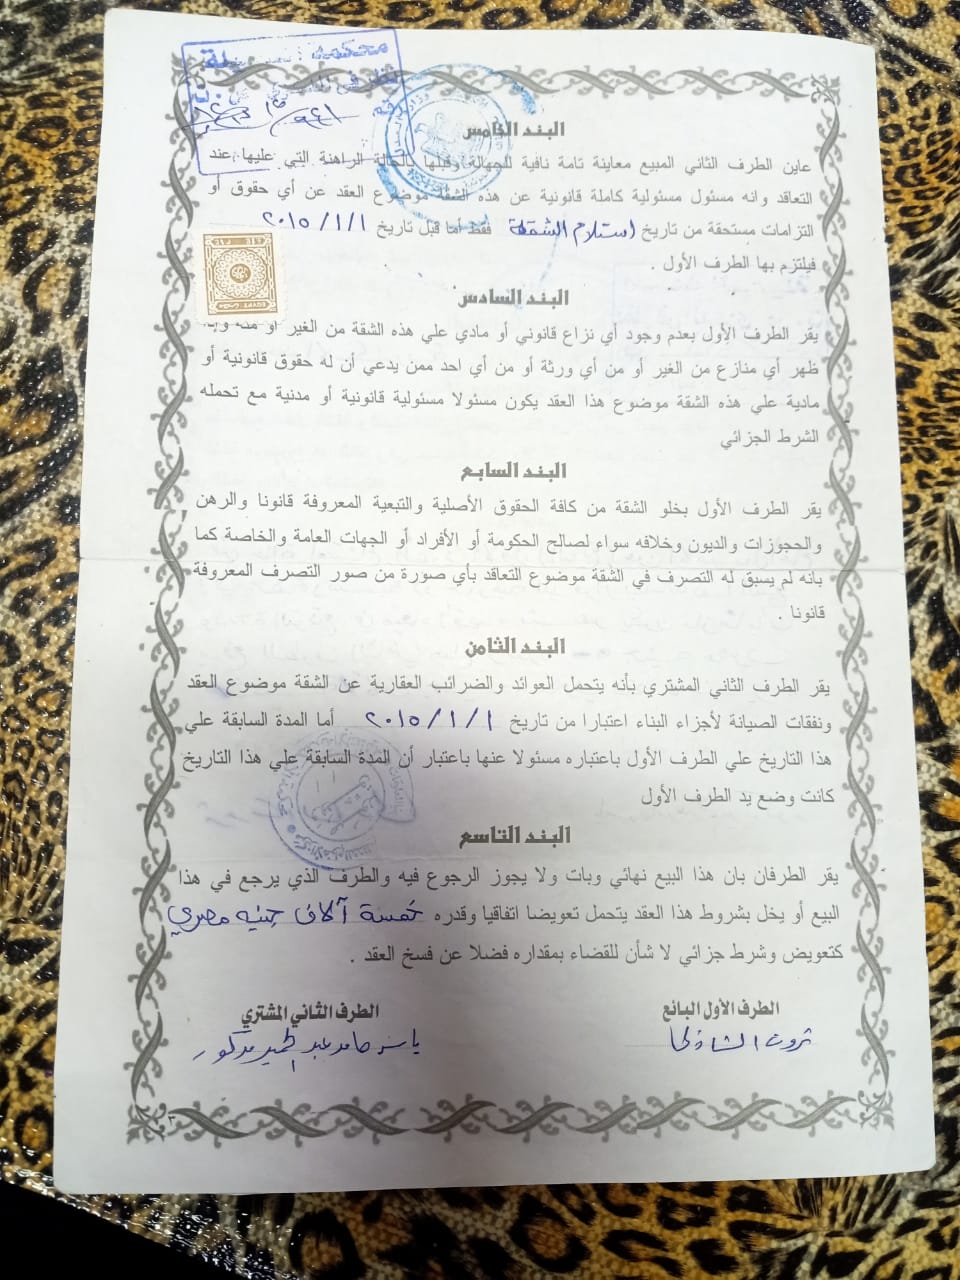 محكمة
البند الخامس
عاين الطرف الثاني المبيع معاينة تامة نافية للجهالة وقبلها بالحالة الراهنة التي عليها عند
التعاقد وانه مسئول مسئولية كاملة قانونية عن هذه الشقة موضوع العقد عن أي حقوق أو
التزامات مستحقة من تاريخ استلام الشقة فقط أما قبل تاريخ ٢٠١٥/١/١
فيلتزم بها الطرف الأول .
البند السادس
يقر الطرف الأول بعدم وجود أي نزاع قانوني أو مادي علي هذه الشقة من الغير أو منه وإذا
ظهر أي منازع من الغير أو من أي ورثة أو من أي احد ممن يدعي أن له حقوق قانونية أو
مادية علي هذه الشقة موضوع هذا العقد يكون مسئولا مسئولية قانونية أو مدنية مع تحمله
الشرط الجزائي
البند السابع
يقر الطرف الأول بخلو الشقة من كافة الحقوق الأصلية والتبعية المعروفة قانونا والرهن
والحجوزات والديون وخلافه سواء لصالح الحكومة أو الأفراد أو الجهات العامة والخاصة كما
بانه لم يسبق له التصرف في الشقة موضوع التعاقد بأي صورة من صور التصرف المعروفة
قانونا .
البند الثامن
يقر الطرف الثاني المشتري بأنه يتحمل العوائد والضرائب العقارية عن الشقة موضوع العقد
ونفقات الصيانة لأجزاء البناء اعتبارا من تاريخ ٢٠١٥/١/١ أما المدة السابقة علي
هذا التاريخ علي الطرف الأول باعتباره مسئولا عنها باعتبار أن المدة السابقة علي هذا التاريخ
كانت وضع يد الطرف الأول
البند التاسع
يقر الطرفان بان هذا البيع نهائي وبات ولا يجوز الرجوع فيه والطرف الذي يرجع في هذا
البيع أو يخل بشروط هذا العقد يتحمل تعويضا اتفاقيا وقدره خمسة آلاف جنيه مصري
كتعويض وشرط جزائي لا شأن للقضاء بمقداره فضلا عن فسخ العقد .
الطرف الأول البائع
الطرف الثاني المشتري
ثروت الشاذلي
ياسر حامد عبد الحميد مدكور
٣